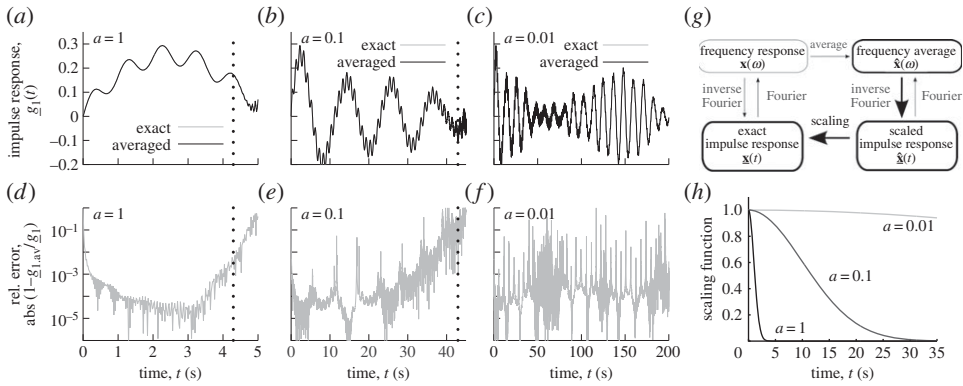 (a)
a = 1
impulse response,
g1(t)
0.3
0.2
0.1
0
–0.1
–0.2
exact
averaged
(b)
a = 0.1
exact
averaged
(c)
a = 0.01
exact
averaged
(d)
a = 1
rel. error,
abs (1–g1,av/g1)
10–1
10–3
10–5
0 1 2 3 4 5
time, t (s)
(e)
a = 0.1
0 10 20 30 40
time, t (s)
(f)
a = 0.01
0 50 100 150 200
time, t (s)
(g)
frequency response
x(ω)
average
frequency average
x̂(ω)
inverse
Fourier
Fourier
inverse
Fourier
Fourier
scaling
exact
impulse response
x(t)
scaled
impulse response
x̂(t)
(h)
scaling function
1.0
0.8
0.6
0.4
0.2
a = 0.01
a = 0.1
a = 1
0 5 10 15 20 25 30 35
time, t (s)